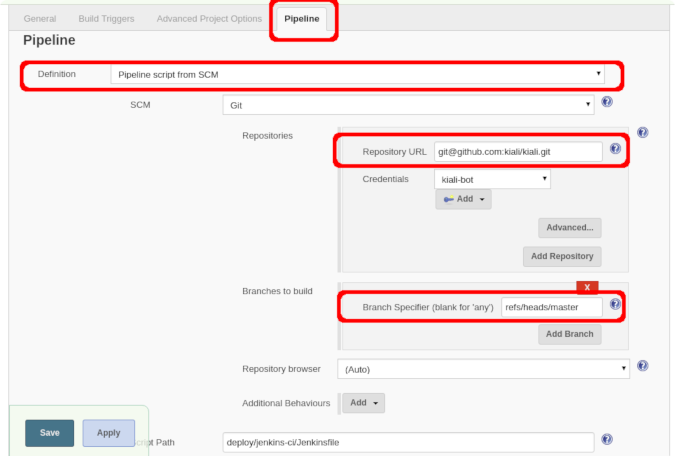 General Build Triggers Advanced Project Options Pipeline
Pipeline
Definition Pipeline script from SCM
SCM Git
Repositories
Repository URL git@github.com:kiali/kiali.git
Credentials kiali-bot
Add
Advanced...
Add Repository
X
Branches to build
Branch Specifier (blank for 'any') refs/heads/master
Add Branch
Repository browser (Auto)
Additional Behaviours Add
Save Apply
Path deploy/jenkins-ci/Jenkinsfile